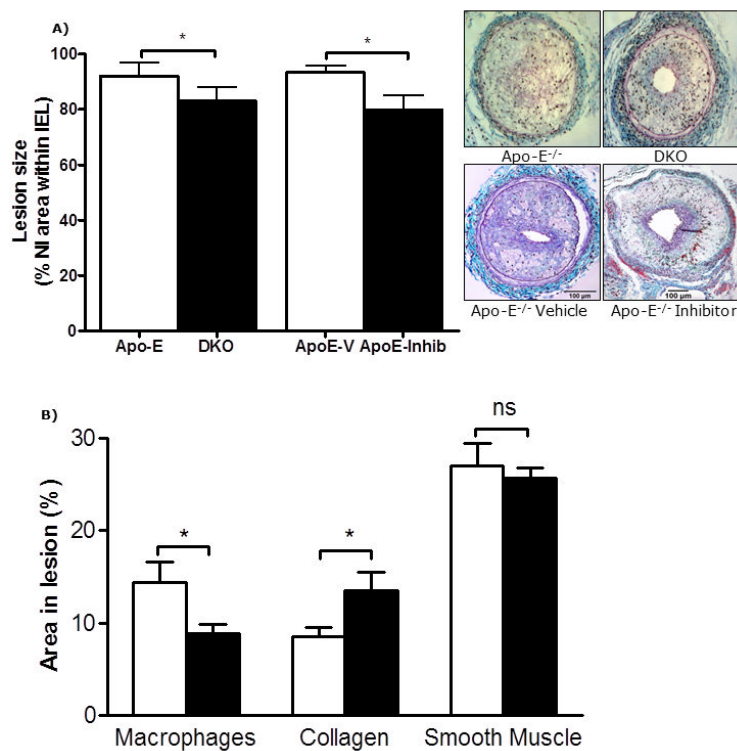 A)
*
*
100
80
60
40
20
0
Lesion size
(% NI area within IEL)
Apo-E DKO ApoE-V ApoE-Inhib
Apo-E-/- DKO
100 µm 100 µm
Apo-E-/- Vehicle Apo-E-/- Inhibitor
B)
ns
*
*
30
20
10
0
Area in lesion (%)
Macrophages Collagen Smooth Muscle